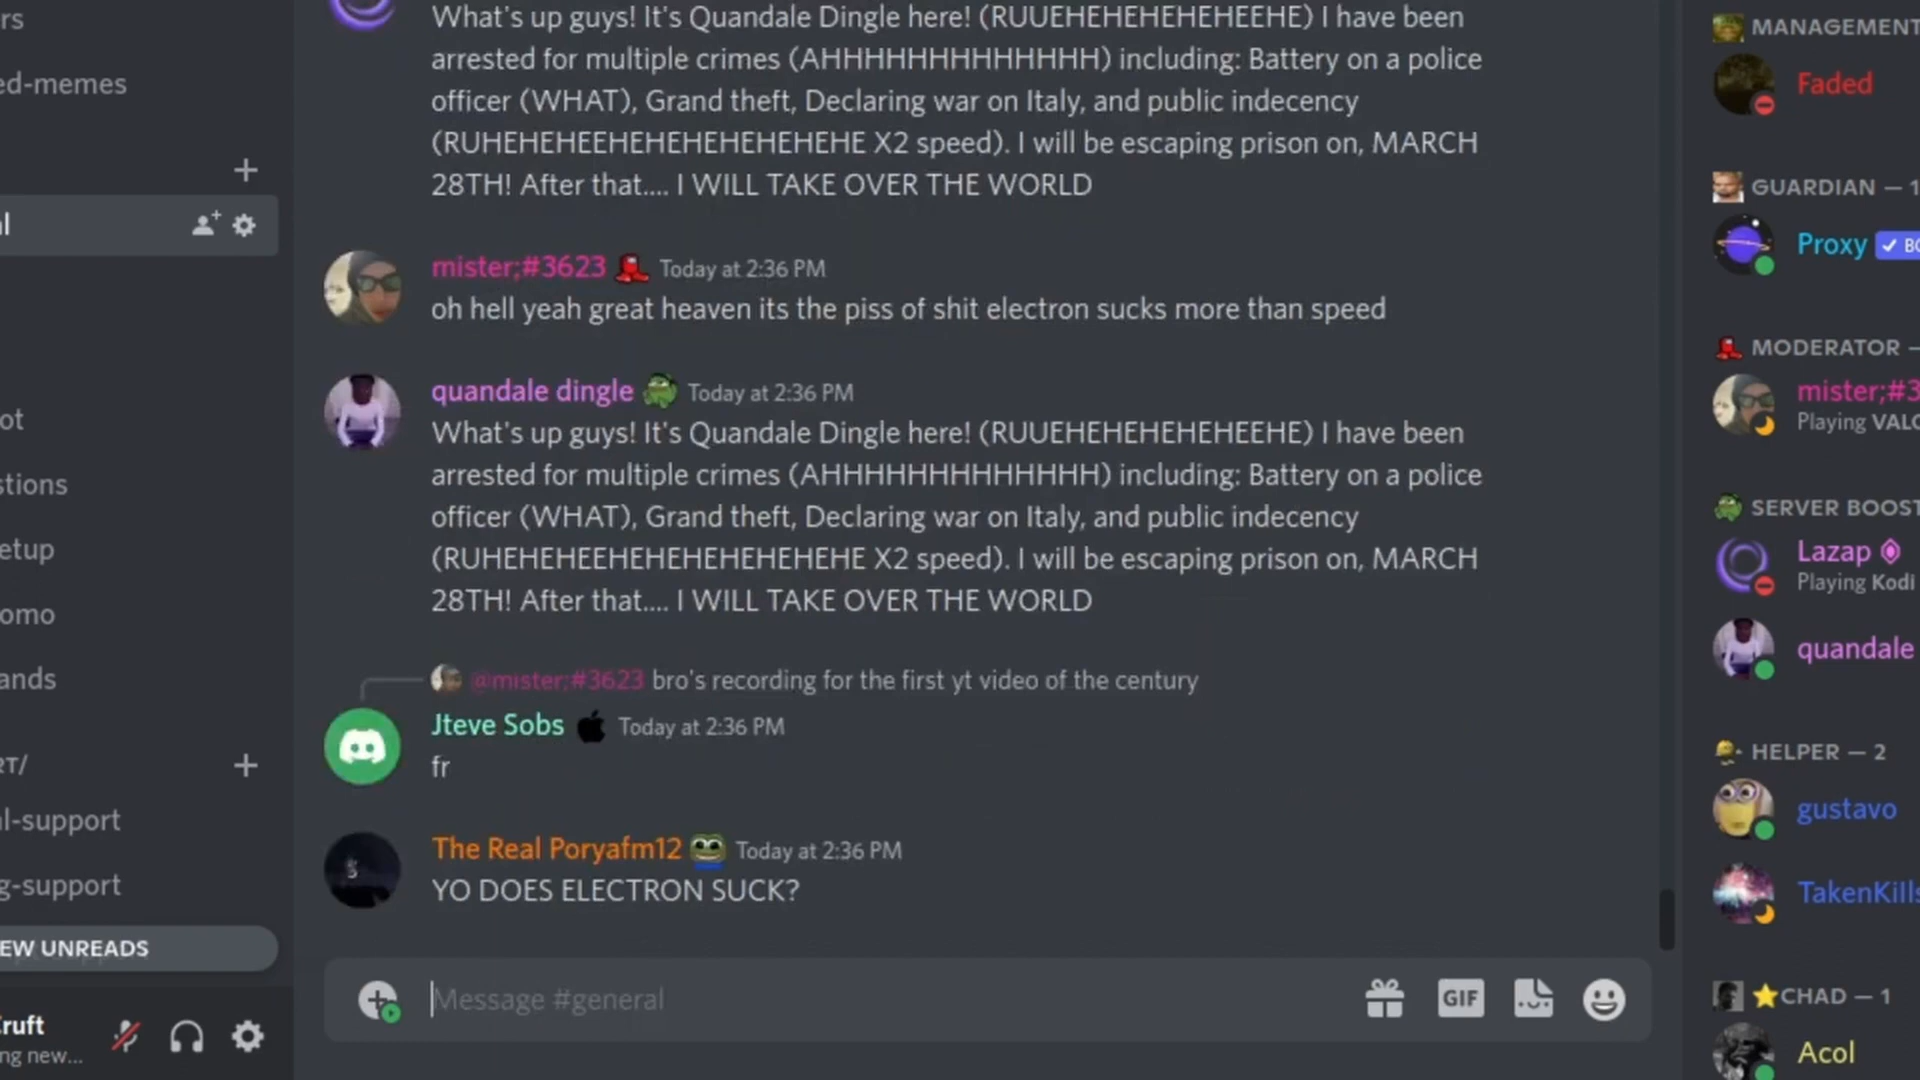 rs
ed-memes
l
ot
stions
etup
omo
ands
RT/
l-support
g-support
EW UNREADS
Cruft
ng new...
What's up guys! It's Quandale Dingle here! (RUUEHEHEHEHEHEEHE) I have been
arrested for multiple crimes (AHHHHHHHHHHHHH) including: Battery on a police
officer (WHAT), Grand theft, Declaring war on Italy, and public indecency
(RUHEHEHEEHEHEHEHEHEHEHE X2 speed). I will be escaping prison on, MARCH
28TH! After that.... I WILL TAKE OVER THE WORLD
mister;#3623 Today at 2:36 PM
oh hell yeah great heaven its the piss of shit electron sucks more than speed
quandale dingle Today at 2:36 PM
What's up guys! It's Quandale Dingle here! (RUUEHEHEHEHEHEEHE) I have been
arrested for multiple crimes (AHHHHHHHHHHHHH) including: Battery on a police
officer (WHAT), Grand theft, Declaring war on Italy, and public indecency
(RUHEHEHEEHEHEHEHEHEHEHE X2 speed). I will be escaping prison on, MARCH
28TH! After that.... I WILL TAKE OVER THE WORLD
@mister;#3623 bro's recording for the first yt video of the century
Jteve Sobs Today at 2:36 PM
fr
The Real Poryafm12 Today at 2:36 PM
YO DOES ELECTRON SUCK?
Message #general
GIF
MANAGEMENT
Faded
GUARDIAN — 1
Proxy ✓ BO
MODERATOR —
mister;#3
Playing VALO
SERVER BOOST
Lazap
Playing Kodi
quandale
HELPER — 2
gustavo
TakenKills
CHAD — 1
Acol